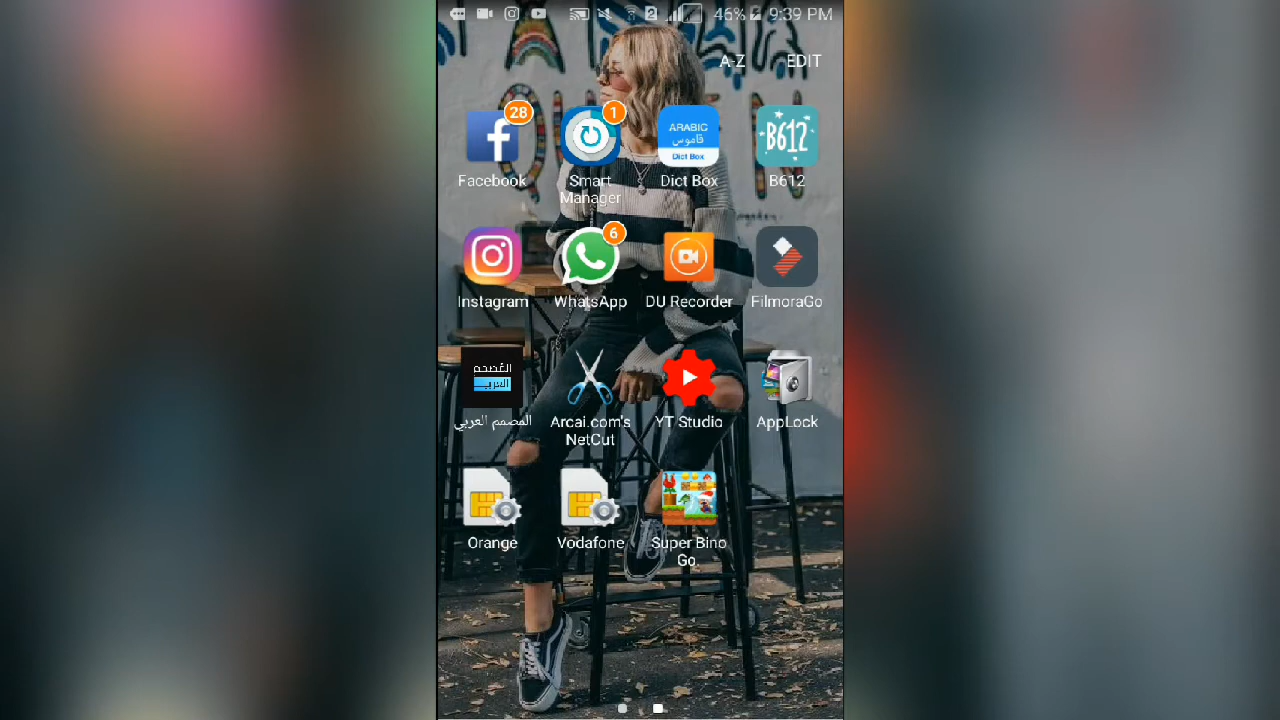 46% 9:39 PM
A-Z EDIT
28 1
ARABIC
قاموس
Dict Box
B612
Facebook Smart Manager Dict Box B612
6
Instagram WhatsApp DU Recorder FilmoraGo
المصمم
العربي
المصمم العربي Arcai.com's NetCut YT Studio AppLock
Orange Vodafone Super Bino Go.